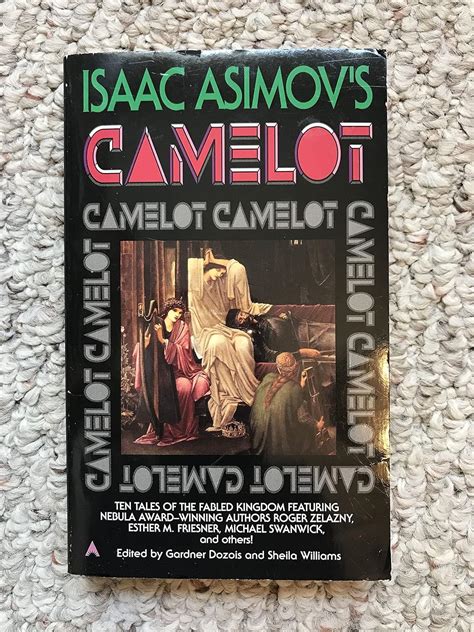 ISAAC ASIMOV'S
CAMELOT
CAMELOT CAMELOT
CAMELOT CAMELOT
CAMELOT CAMELOT
CAMELOT CAMELOT
TEN TALES OF THE FABLED KINGDOM FEATURING
NEBULA AWARD–WINNING AUTHORS ROGER ZELAZNY,
ESTHER M. FRIESNER, MICHAEL SWANWICK,
and others!
Edited by Gardner Dozois and Sheila Williams